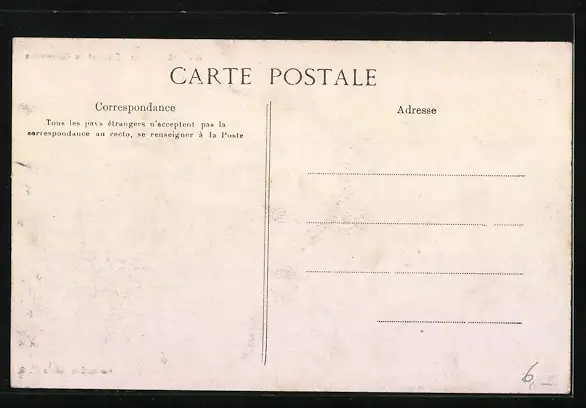 CARTE POSTALE
Correspondance
Tous les pays étrangers n'acceptent pas la
correspondance au recto, se renseigner à la Poste
Adresse
6,-